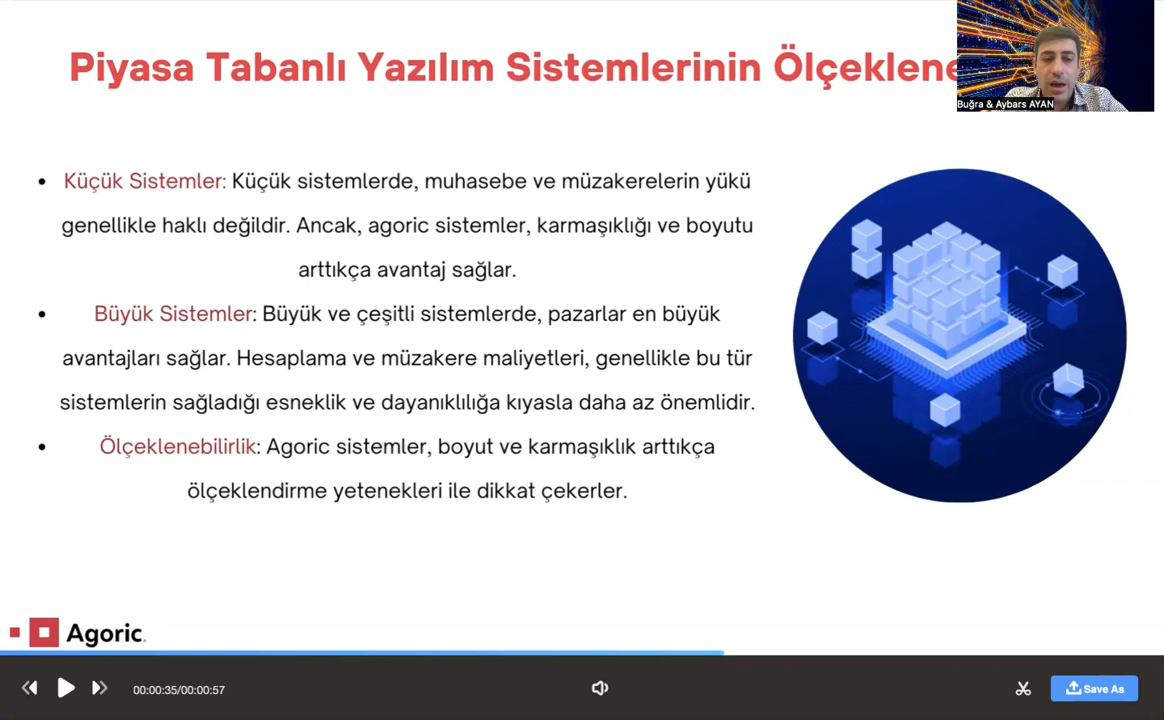 Piyasa Tabanlı Yazılım Sistemlerinin Ölçeklene
Buğra & Aybars AYAN
• Küçük Sistemler: Küçük sistemlerde, muhasebe ve müzakerelerin yükü
genellikle haklı değildir. Ancak, agoric sistemler, karmaşıklığı ve boyutu
arttıkça avantaj sağlar.
• Büyük Sistemler: Büyük ve çeşitli sistemlerde, pazarlar en büyük
avantajları sağlar. Hesaplama ve müzakere maliyetleri, genellikle bu tür
sistemlerin sağladığı esneklik ve dayanıklılığa kıyasla daha az önemlidir.
• Ölçeklenebilirlik: Agoric sistemler, boyut ve karmaşıklık arttıkça
ölçeklendirme yetenekleri ile dikkat çekerler.
Agoric.
00:00:35/00:00:57
Save As